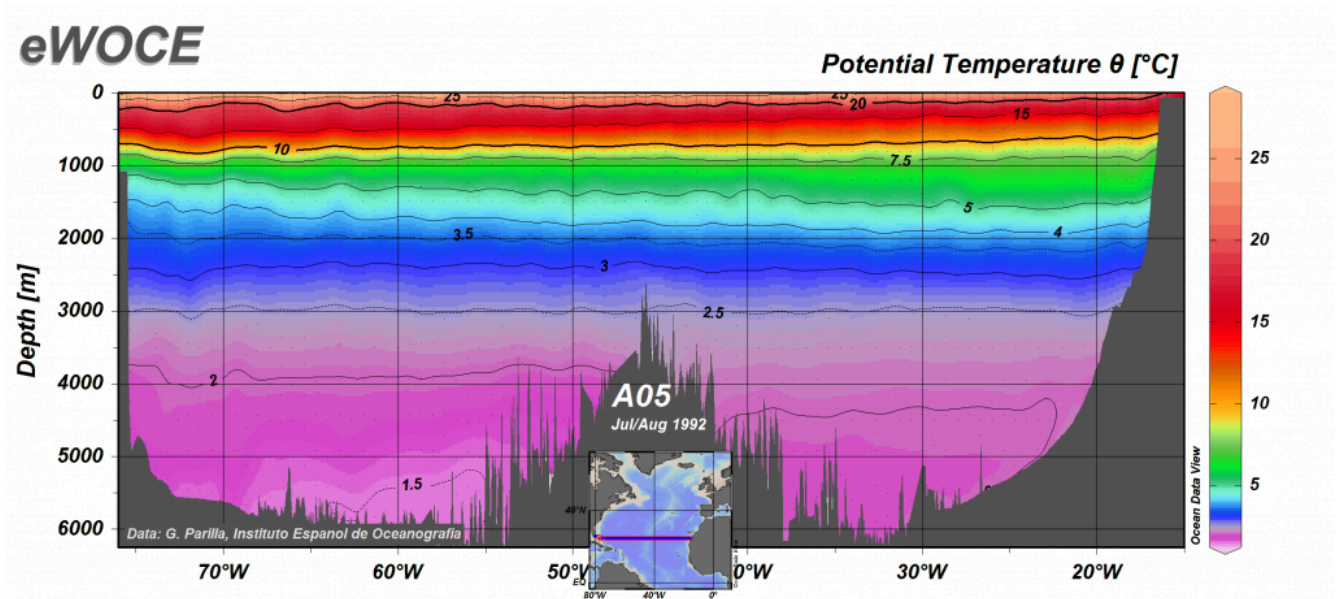 eWOCE
Potential Temperature θ [°C]
Depth [m]
0
1000
2000
3000
4000
5000
6000
25
20
15
10
7.5
5
4
3.5
3
2.5
2
1.5
A05
Jul/Aug 1992
Data: G. Parilla, Instituto Espanol de Oceanografia
40°N
EQ
80°W 40°W 0°
70°W 60°W 50°W 30°W 20°W
25
20
15
10
5
Ocean Data View